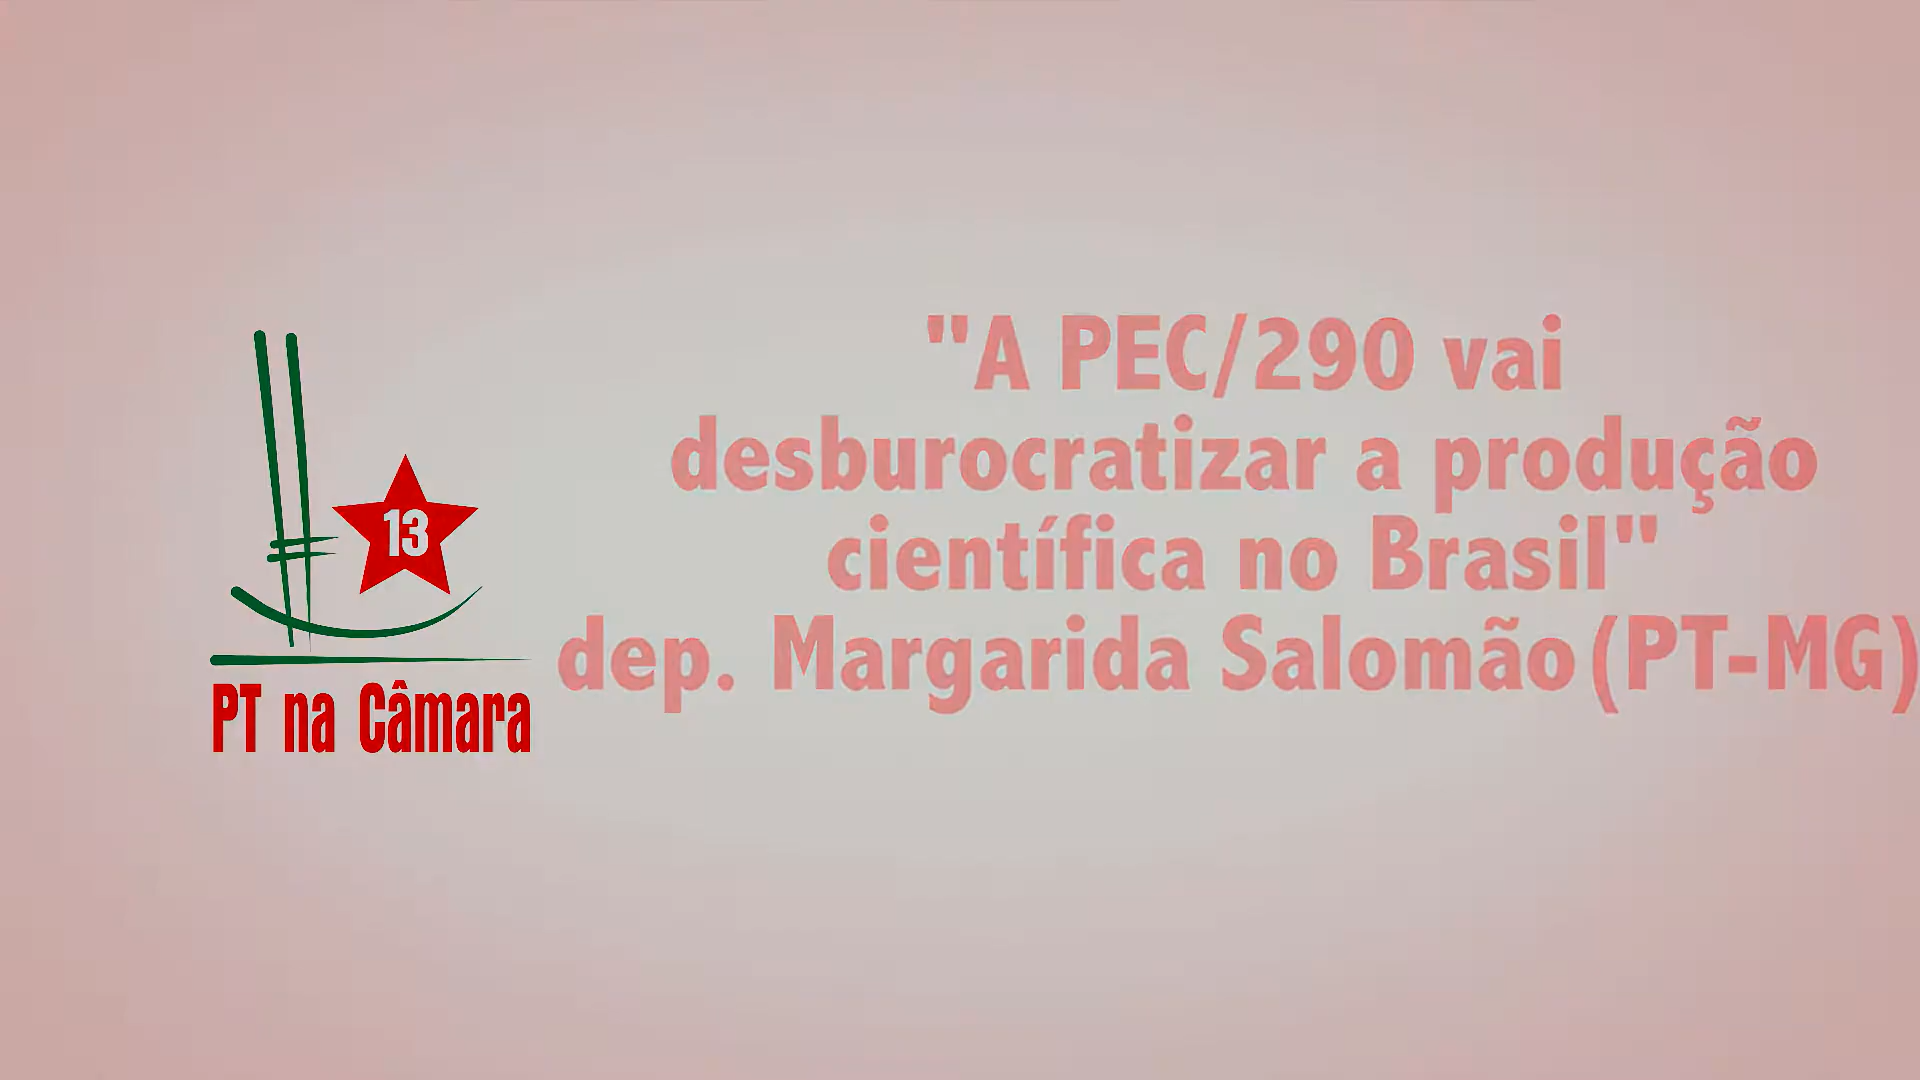 13
PT na Câmara
"A PEC/290 vai
desburocratizar a produção
científica no Brasil"
dep. Margarida Salomão (PT-MG)